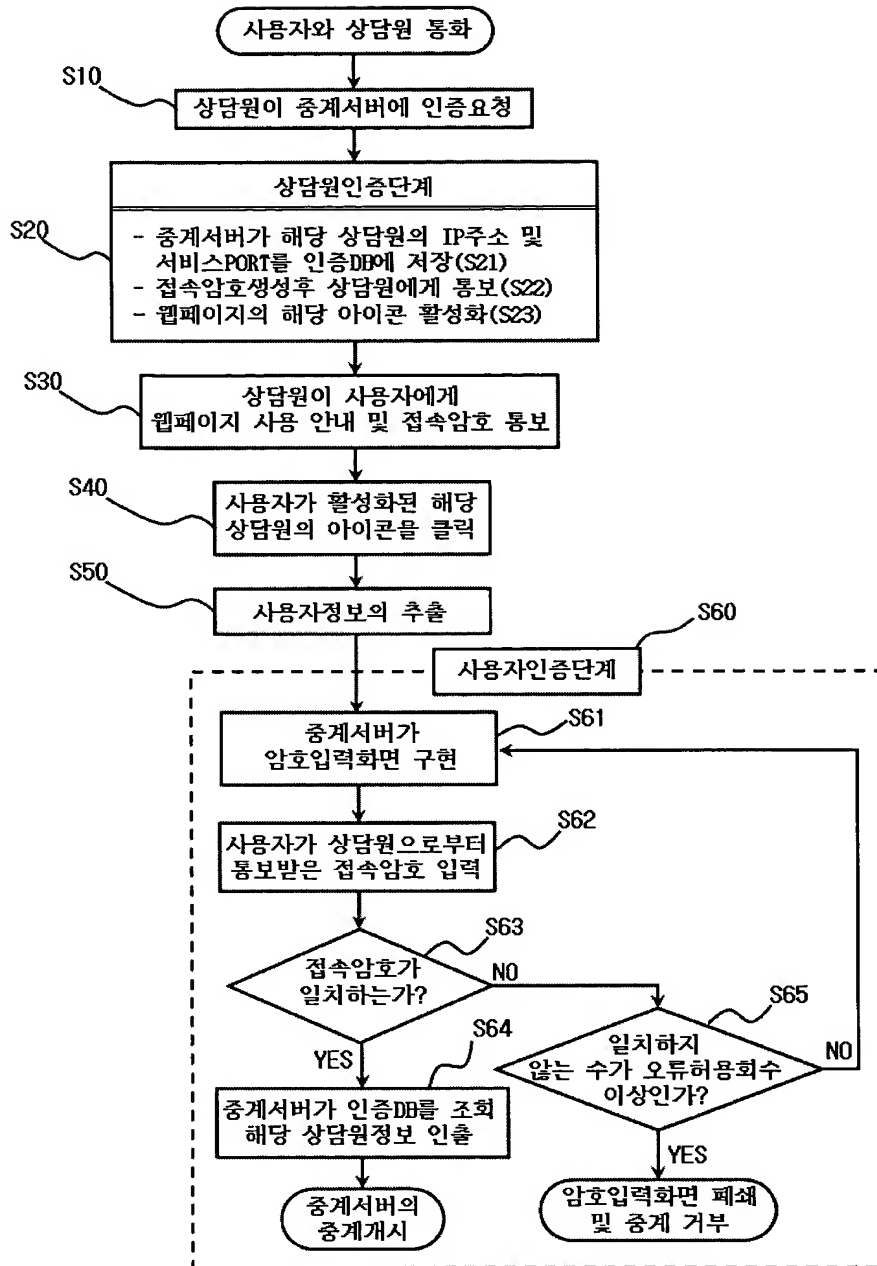 사용자와 상담원 통화
S10
상담원이 중계서버에 인증요청
S20
상담원인증단계
- 중계서버가 해당 상담원의 IP주소 및
서비스PORT를 인증DB에 저장(S21)
- 접속암호생성후 상담원에게 통보(S22)
- 웹페이지의 해당 아이콘 활성화(S23)
S30
상담원이 사용자에게
웹페이지 사용 안내 및 접속암호 통보
S40
사용자가 활성화된 해당
상담원의 아이콘을 클릭
S50
사용자정보의 추출
S60
사용자인증단계
S61
중계서버가
암호입력화면 구현
S62
사용자가 상담원으로부터
통보받은 접속암호 입력
S63
접속암호가
일치하는가?
NO
YES
S64
중계서버가 인증DB를 조회
해당 상담원정보 인출
중계서버의
중계개시
S65
일치하지
않는 수가 오류허용회수
이상인가?
NO
YES
암호입력화면 폐쇄
및 중계 거부